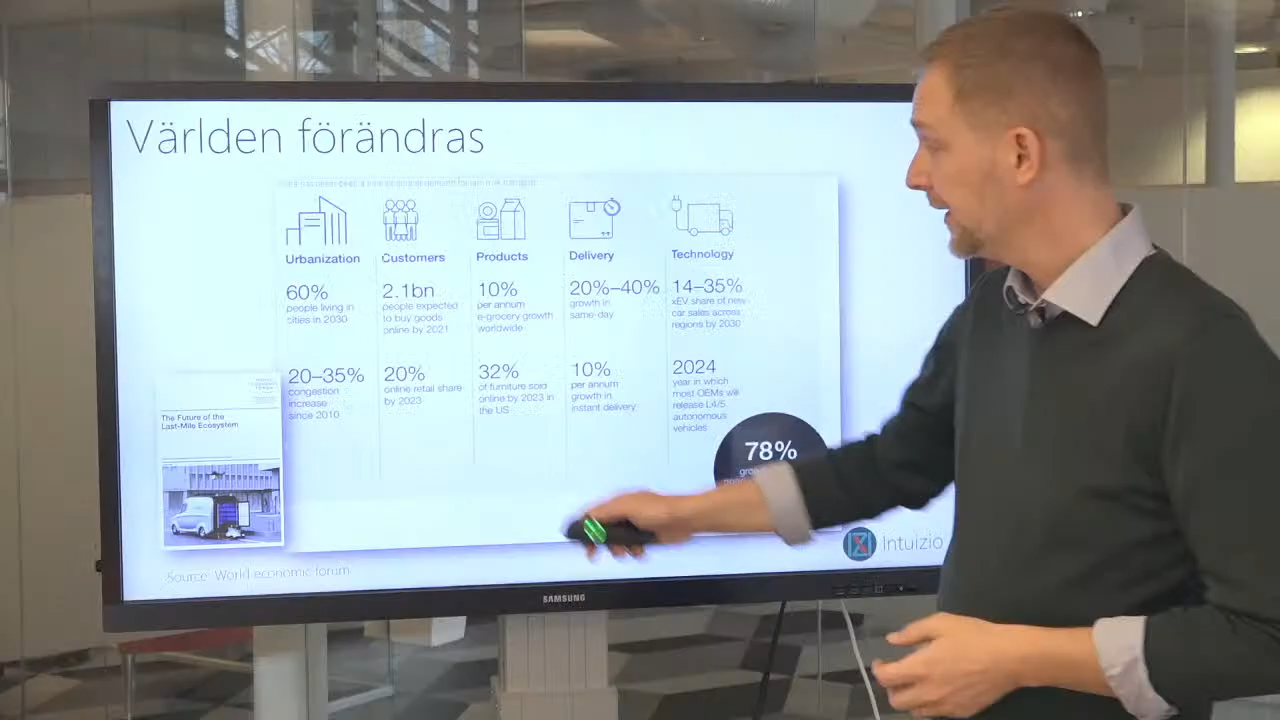 Världen förändras
Urbanization
60%
people living in
cities in 2030
20–35%
congestion
increase
since 2010
Customers
2.1bn
people expected
to buy goods
online by 2021
20%
online retail share
by 2023
Products
10%
per annum
e-grocery growth
worldwide
32%
of furniture sold
online by 2023 in
the US
Delivery
20%–40%
growth in
same-day
10%
per annum
growth in
instant delivery
Technology
14–35%
xEV share of new
car sales across
regions by 2030
2024
year in which
most OEMs will
release L4/5
autonomous
vehicles
78%
The Future of the
Last-Mile Ecosystem
Source: World economic forum
Intuizio
SAMSUNG